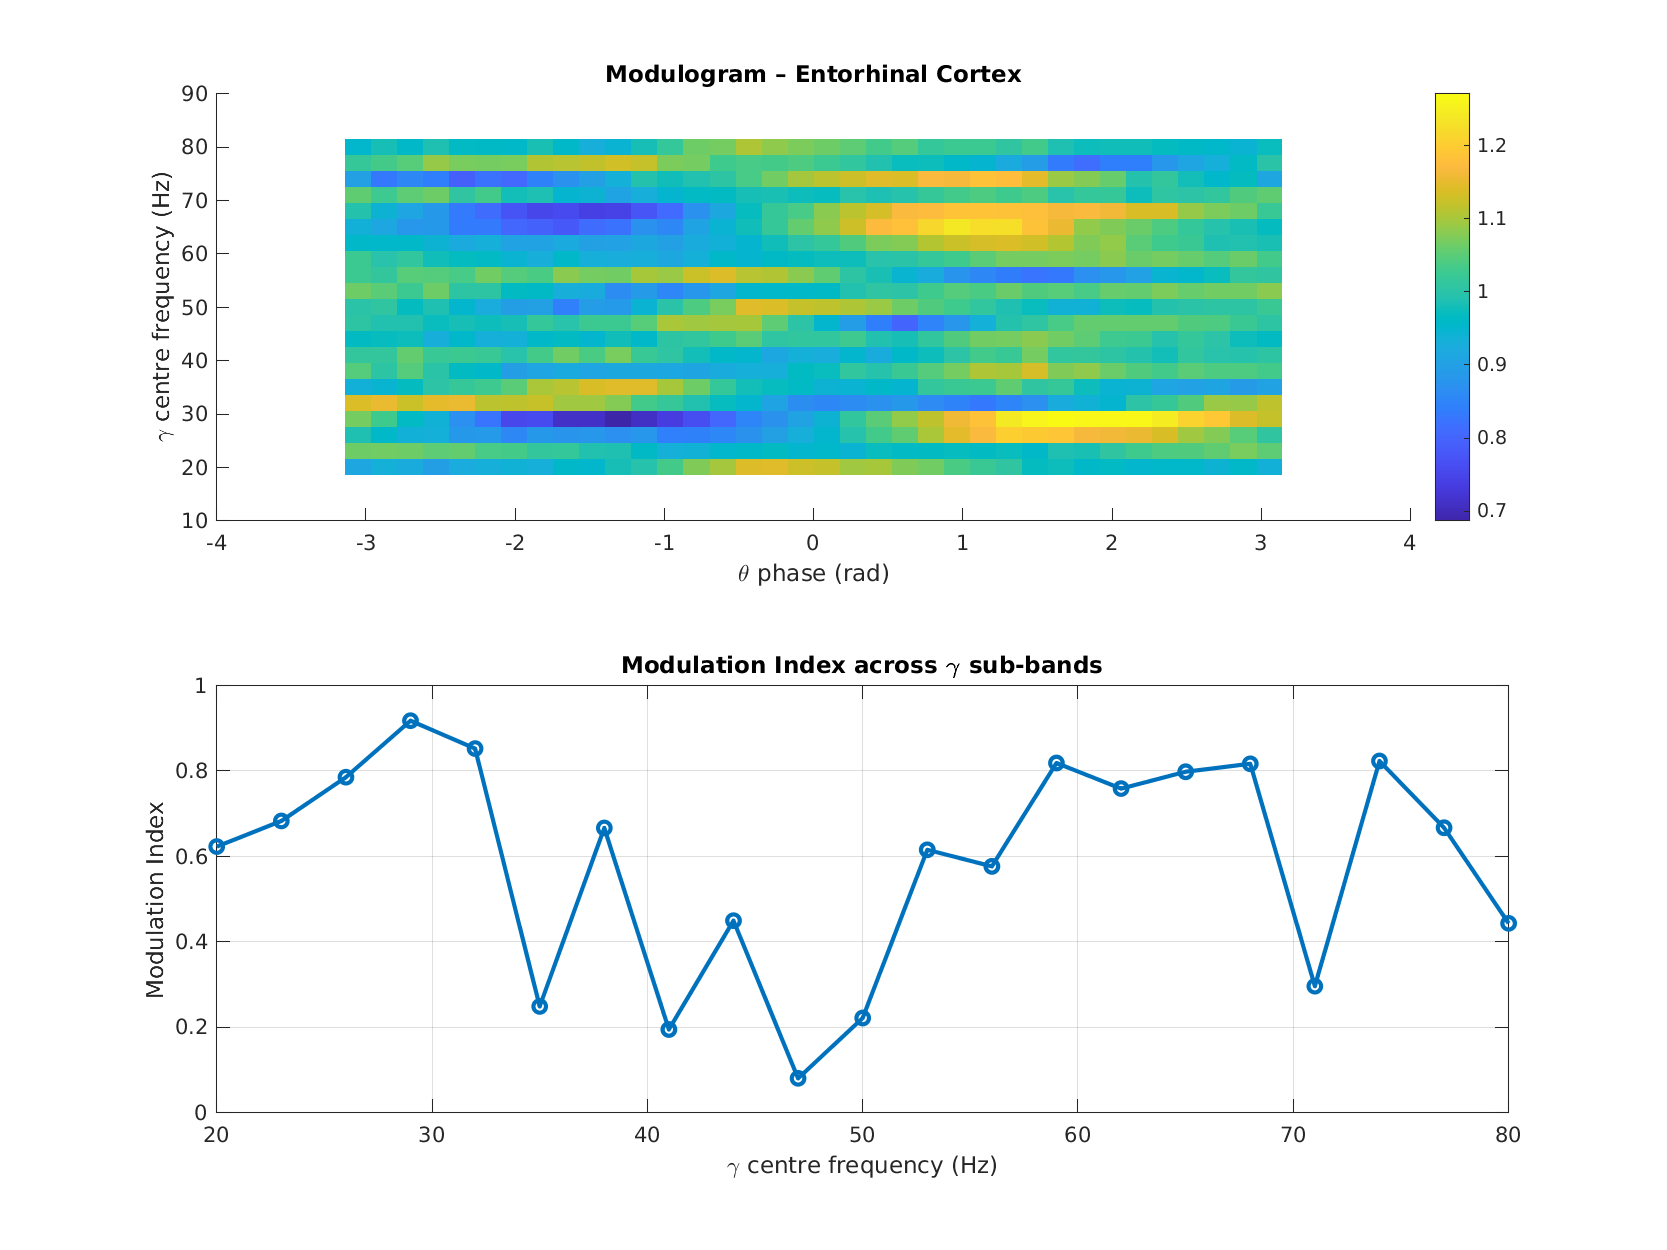 Modulogram – Entorhinal Cortex
90
80
70
60
50
40
30
20
10
γ centre frequency (Hz)
-4 -3 -2 -1 0 1 2 3 4
θ phase (rad)
1.2
1.1
1
0.9
0.8
0.7
Modulation Index across γ sub-bands
1
0.8
0.6
0.4
0.2
0
Modulation Index
20 30 40 50 60 70 80
γ centre frequency (Hz)